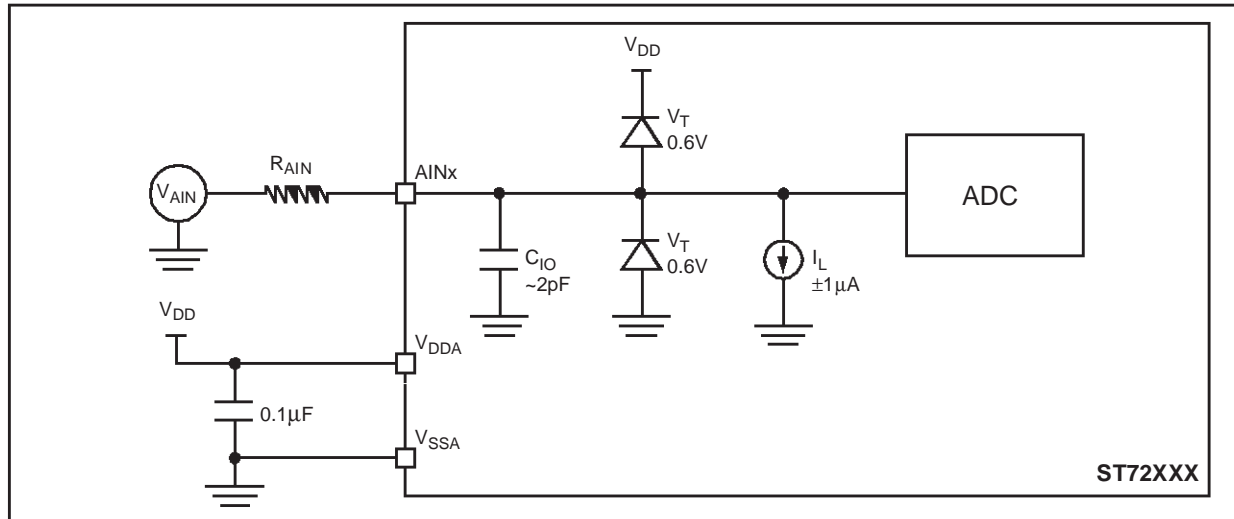 V_DD
V_T
0.6V
R_AIN
AINx
V_AIN
ADC
C_IO
~2pF
V_T
0.6V
I_L
±1μA
V_DD
V_DDA
0.1μF
V_SSA
ST72XXX